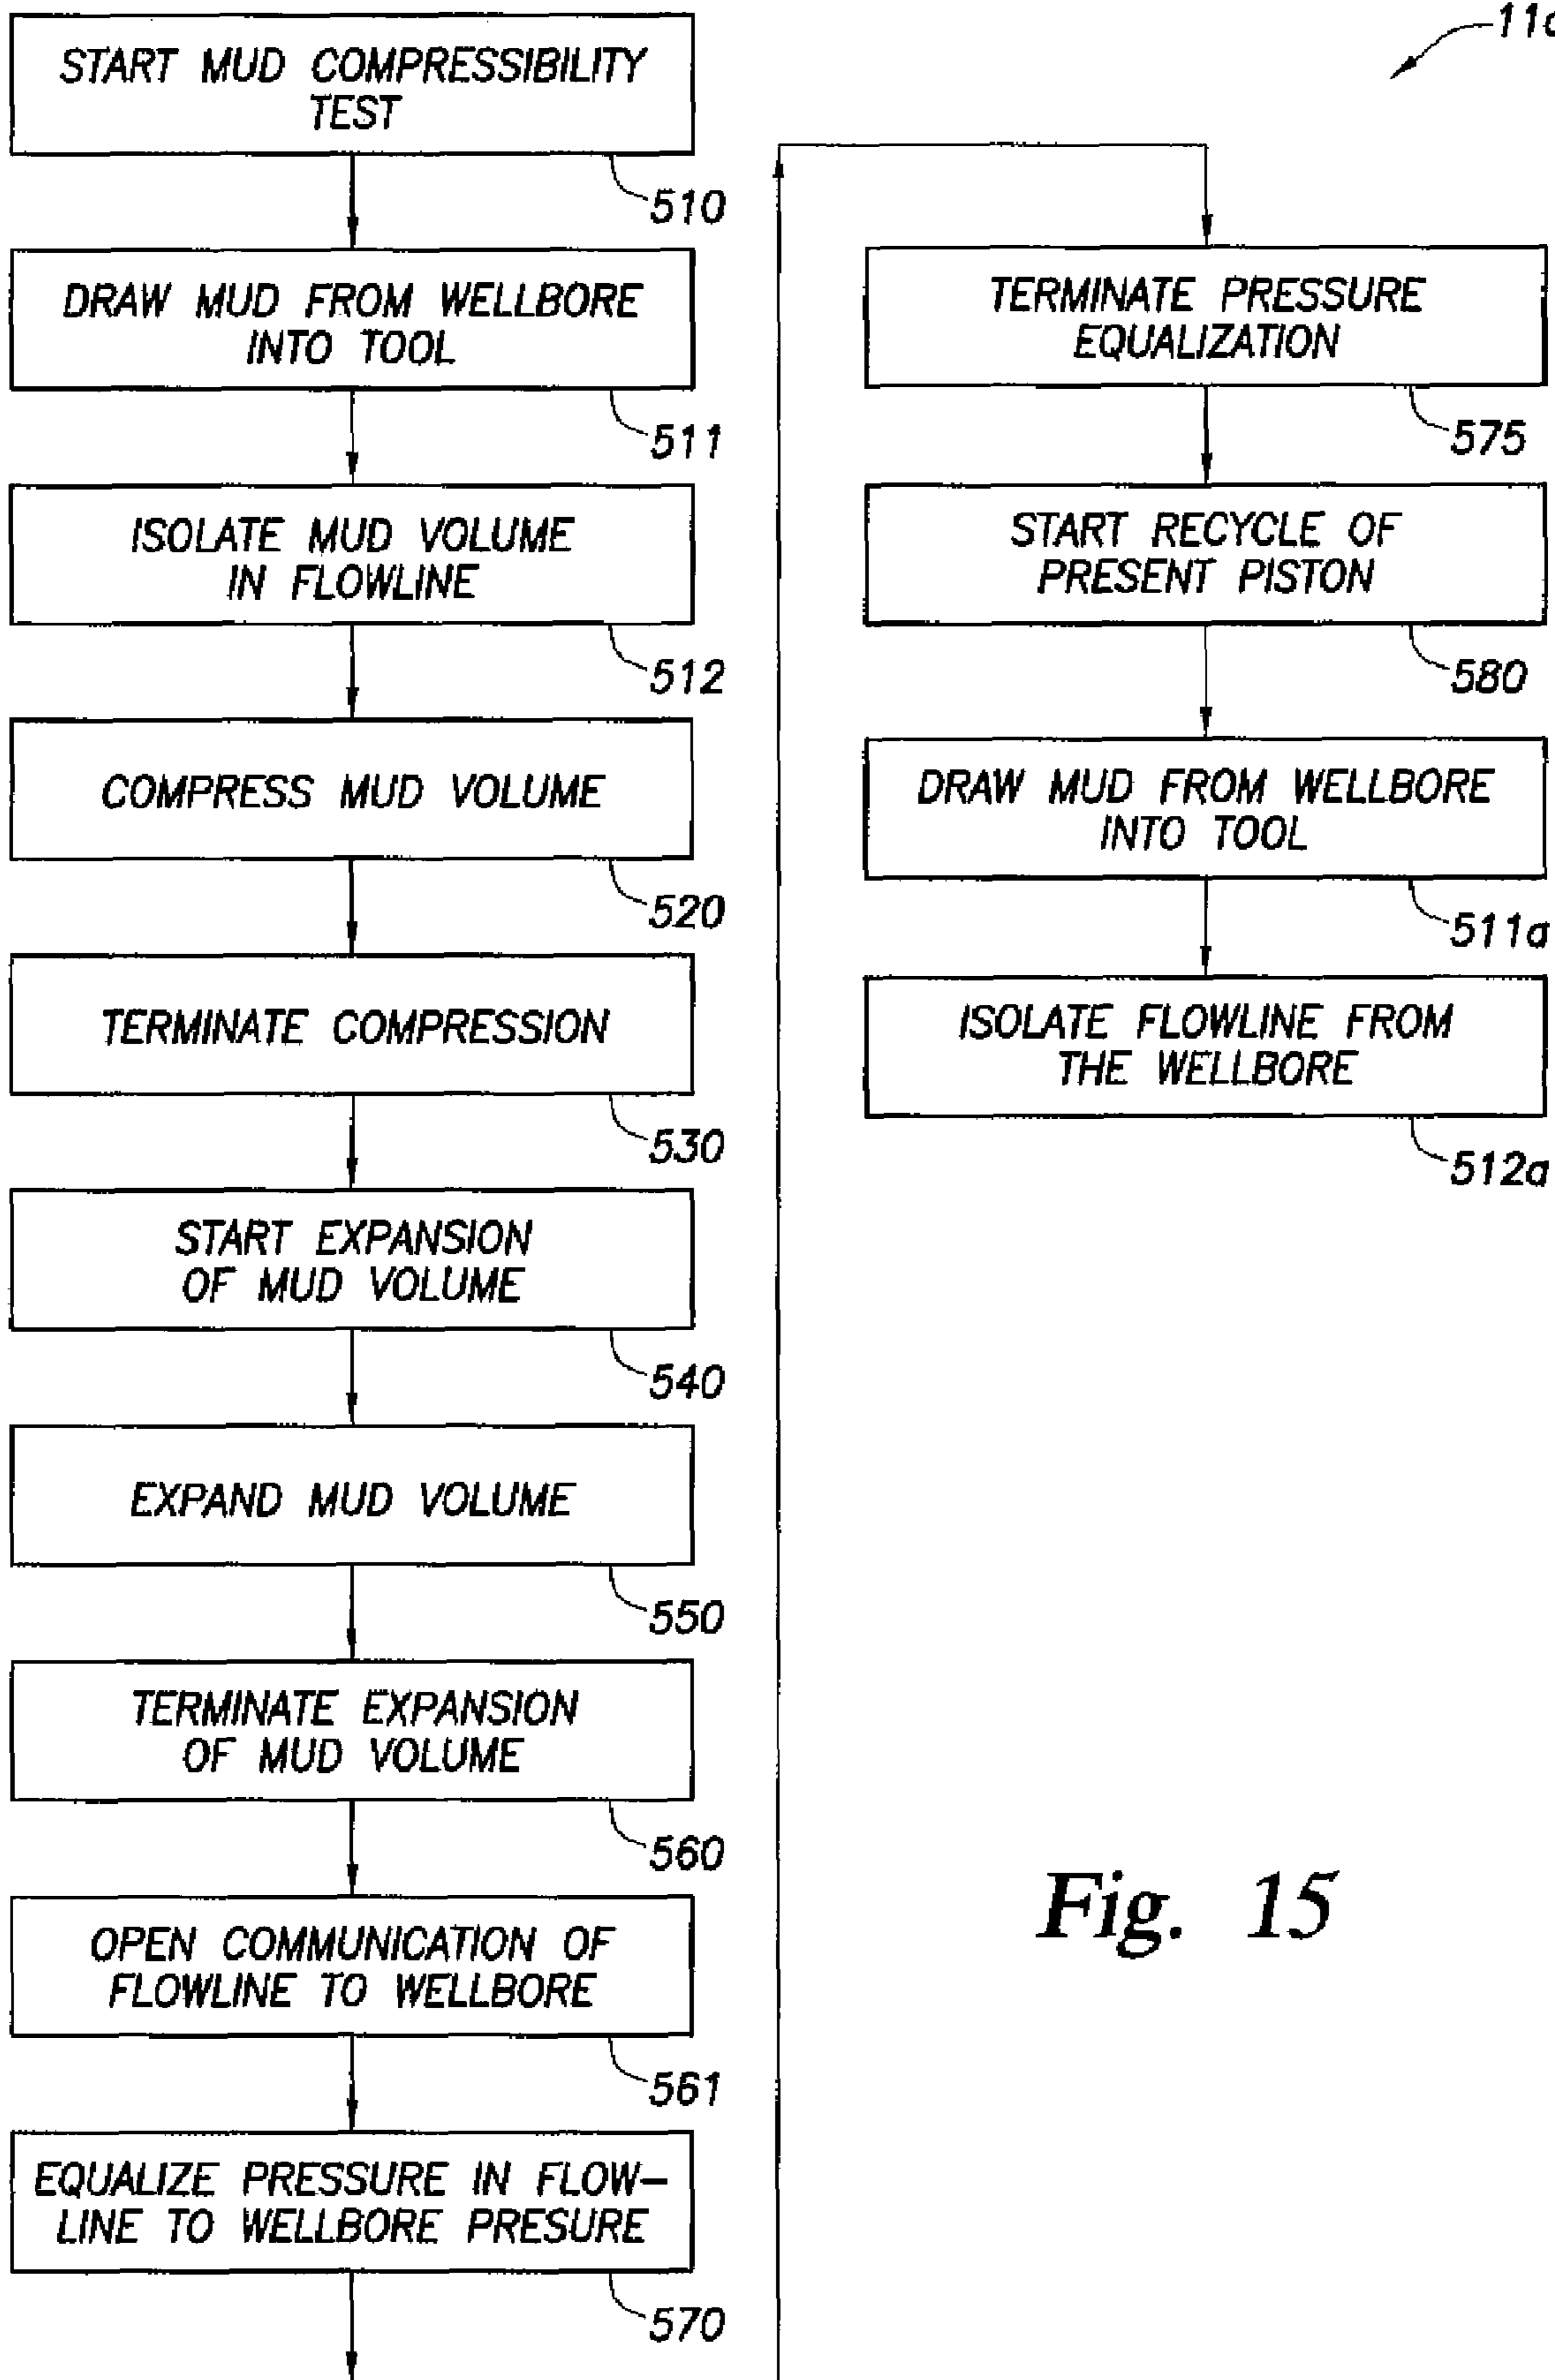 START MUD COMPRESSIBILITY
TEST
510
DRAW MUD FROM WELLBORE
INTO TOOL
511
ISOLATE MUD VOLUME
IN FLOWLINE
512
COMPRESS MUD VOLUME
520
TERMINATE COMPRESSION
530
START EXPANSION
OF MUD VOLUME
540
EXPAND MUD VOLUME
550
TERMINATE EXPANSION
OF MUD VOLUME
560
OPEN COMMUNICATION OF
FLOWLINE TO WELLBORE
561
EQUALIZE PRESSURE IN FLOW-
LINE TO WELLBORE PRESURE
570
TERMINATE PRESSURE
EQUALIZATION
575
START RECYCLE OF
PRESENT PISTON
580
DRAW MUD FROM WELLBORE
INTO TOOL
511a
ISOLATE FLOWLINE FROM
THE WELLBORE
512a
Fig. 15